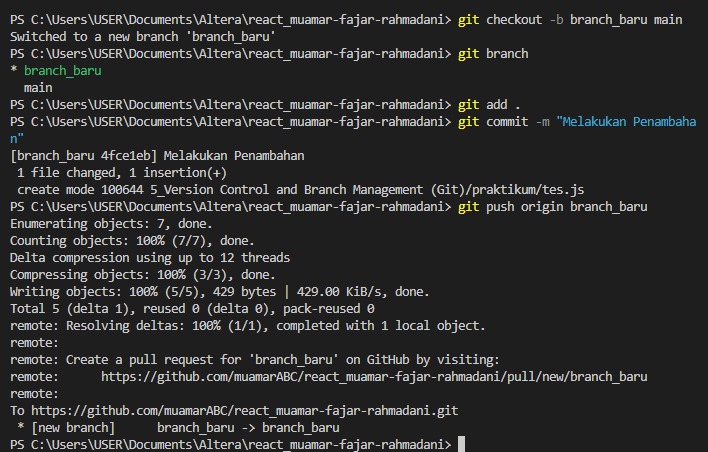 PS C:\Users\USER\Documents\Altera\react_muamar-fajar-rahmadani> git checkout -b branch_baru main
Switched to a new branch 'branch_baru'
PS C:\Users\USER\Documents\Altera\react_muamar-fajar-rahmadani> git branch
* branch_baru
  main
PS C:\Users\USER\Documents\Altera\react_muamar-fajar-rahmadani> git add .
PS C:\Users\USER\Documents\Altera\react_muamar-fajar-rahmadani> git commit -m "Melakukan Penambaha
n"
[branch_baru 4fce1eb] Melakukan Penambahan
 1 file changed, 1 insertion(+)
 create mode 100644 5_Version Control and Branch Management (Git)/praktikum/tes.js
PS C:\Users\USER\Documents\Altera\react_muamar-fajar-rahmadani> git push origin branch_baru
Enumerating objects: 7, done.
Counting objects: 100% (7/7), done.
Delta compression using up to 12 threads
Compressing objects: 100% (3/3), done.
Writing objects: 100% (5/5), 429 bytes | 429.00 KiB/s, done.
Total 5 (delta 1), reused 0 (delta 0), pack-reused 0
remote: Resolving deltas: 100% (1/1), completed with 1 local object.
remote:
remote: Create a pull request for 'branch_baru' on GitHub by visiting:
remote:      https://github.com/muamarABC/react_muamar-fajar-rahmadani/pull/new/branch_baru
remote:
To https://github.com/muamarABC/react_muamar-fajar-rahmadani.git
 * [new branch]      branch_baru -> branch_baru
PS C:\Users\USER\Documents\Altera\react_muamar-fajar-rahmadani>